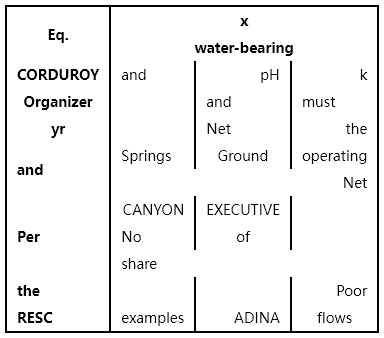 Eq.
x
water-bearing
CORDUROY and pH k
Organizer and must
yr Net the
and Springs Ground operating
Net
CANYON EXECUTIVE
Per No of
share
the Poor
RESC examples ADINA flows